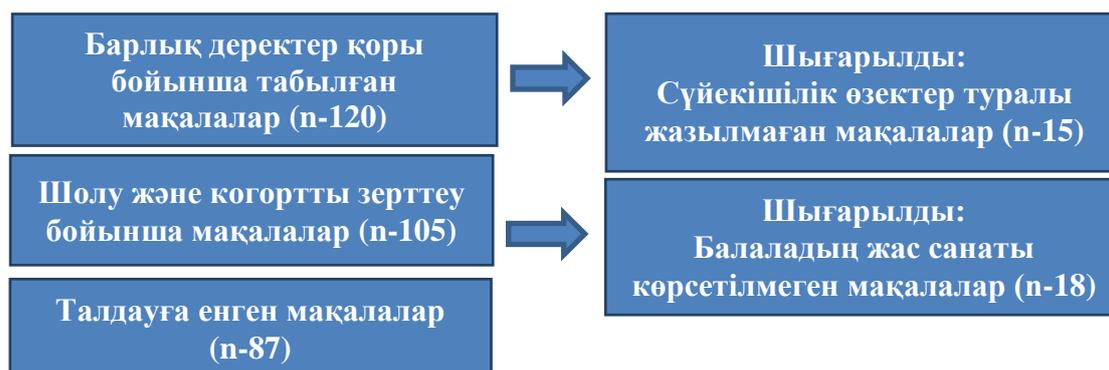 Барлық деректер қоры
бойынша табылған
мақалалар (n-120)
Шығарылды:
Сүйекішілік өзектер туралы
жазылмаған мақалалар (n-15)
Шолу және когортты зерттеу
бойынша мақалалар (n-105)
Шығарылды:
Балаладың жас санаты
көрсетілмеген мақалалар (n-18)
Талдауға енген мақалалар
(n-87)